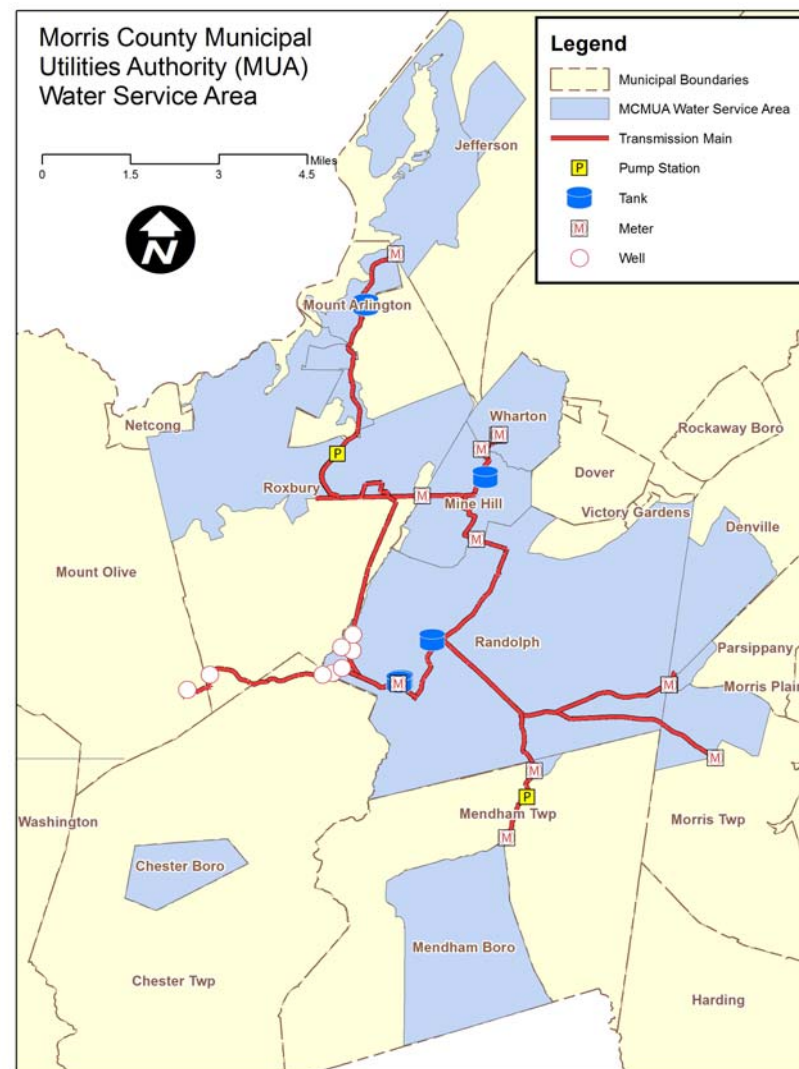 Morris County Municipal
Utilities Authority (MUA)
Water Service Area
0 1.5 3 4.5
Miles
N
Legend
Municipal Boundaries
MCMUA Water Service Area
Transmission Main
P Pump Station
Tank
M Meter
Well
Jefferson
M
Mount Arlington
Netcong
Wharton
Rockaway Boro
M
M
P
Dover
Roxbury
M
Mine Hill
Victory Gardens
Denville
M
Mount Olive
Randolph
Parsippany
M
M
Morris Plain
M
M
P
Mendham Twp
Morris Twp
Washington
M
Chester Boro
Mendham Boro
Chester Twp
Harding